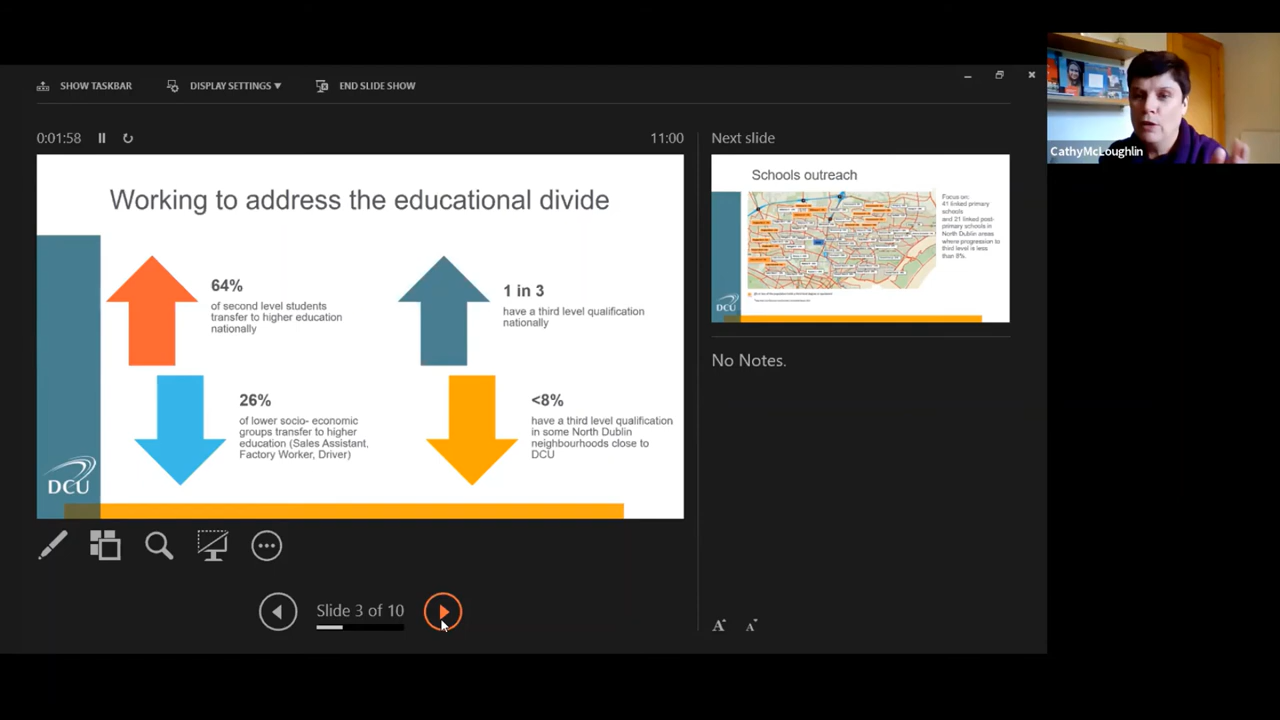 SHOW TASKBAR
DISPLAY SETTINGS ▼
END SLIDE SHOW
0:01:58
11:00
Working to address the educational divide
64%
of second level students
transfer to higher education
nationally
1 in 3
have a third level qualification
nationally
26%
of lower socio- economic
groups transfer to higher
education (Sales Assistant,
Factory Worker, Driver)
<8%
have a third level qualification
in some North Dublin
neighbourhoods close to
DCU
DCU
Slide 3 of 10
Next slide
Schools outreach
Focus on:
41 linked primary
schools
and 21 linked post-
primary schools in
North Dublin areas
where progression to
third level is less
than 8%.
DCU
No Notes.
A
A
CathyMcLoughlin